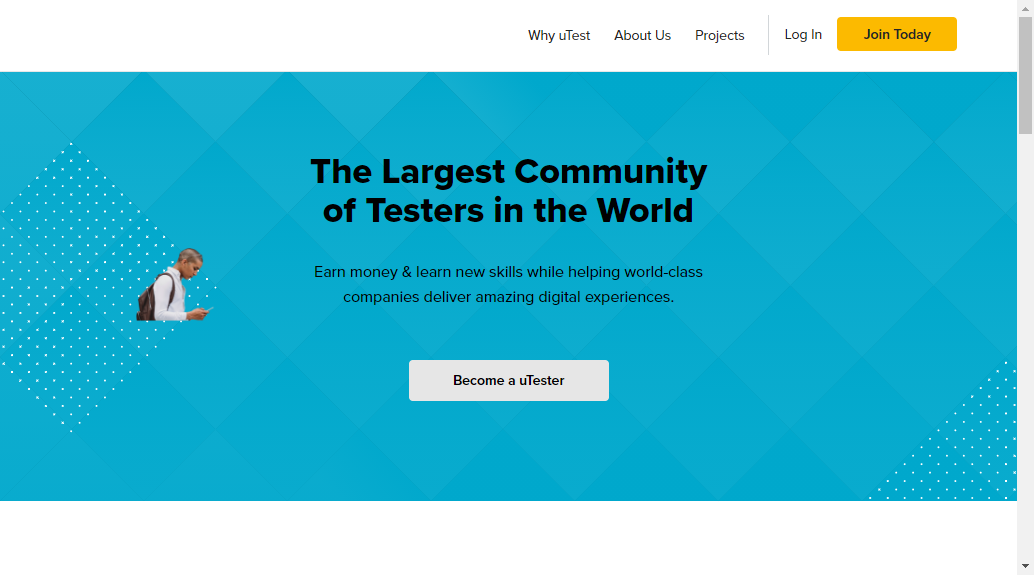 Why uTest
About Us
Projects
Log In
Join Today
The Largest Community
of Testers in the World
Earn money & learn new skills while helping world-class
companies deliver amazing digital experiences.
Become a uTester